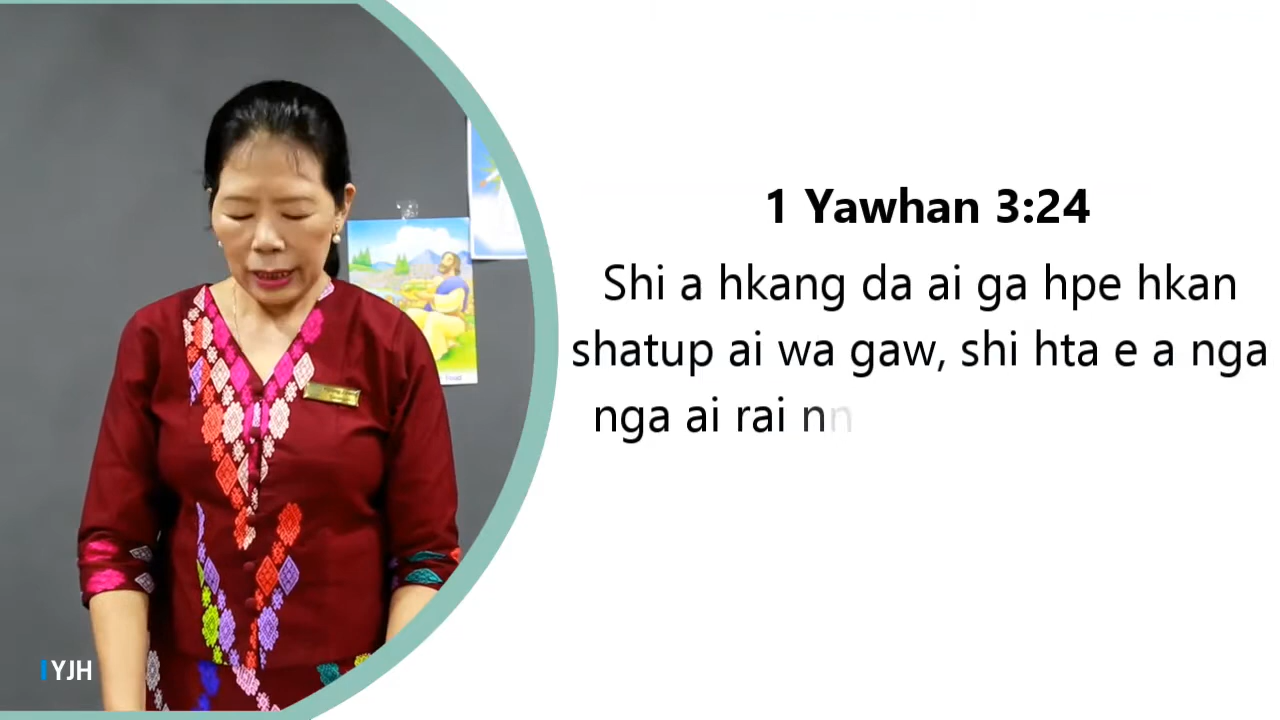 1 Yawhan 3:24
Shi a hkang da ai ga hpe hkan
shatup ai wa gaw, shi hta e a nga
nga ai rai nn
YJH